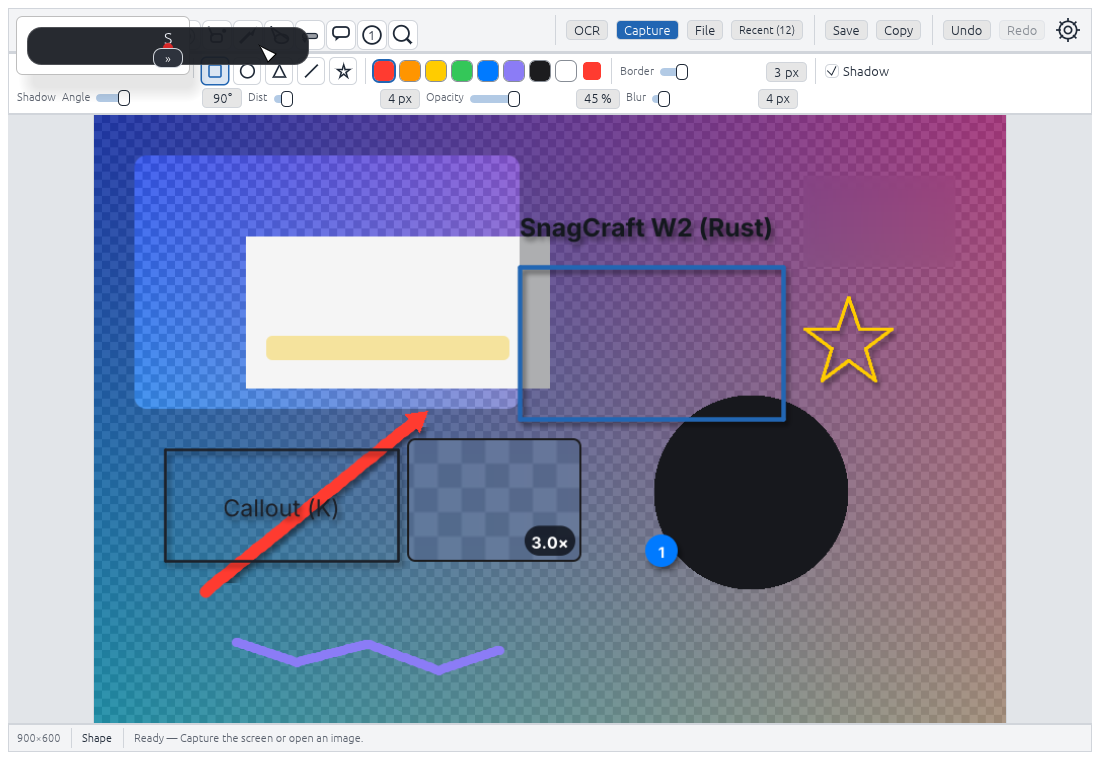 S
»
1
OCR Capture File Recent (12) Save Copy Undo Redo
Border 3 px Shadow
Shadow Angle 90° Dist 4 px Opacity 45 % Blur 4 px
SnagCraft W2 (Rust)
Callout (K)
3.0×
1
900×600 Shape Ready — Capture the screen or open an image.